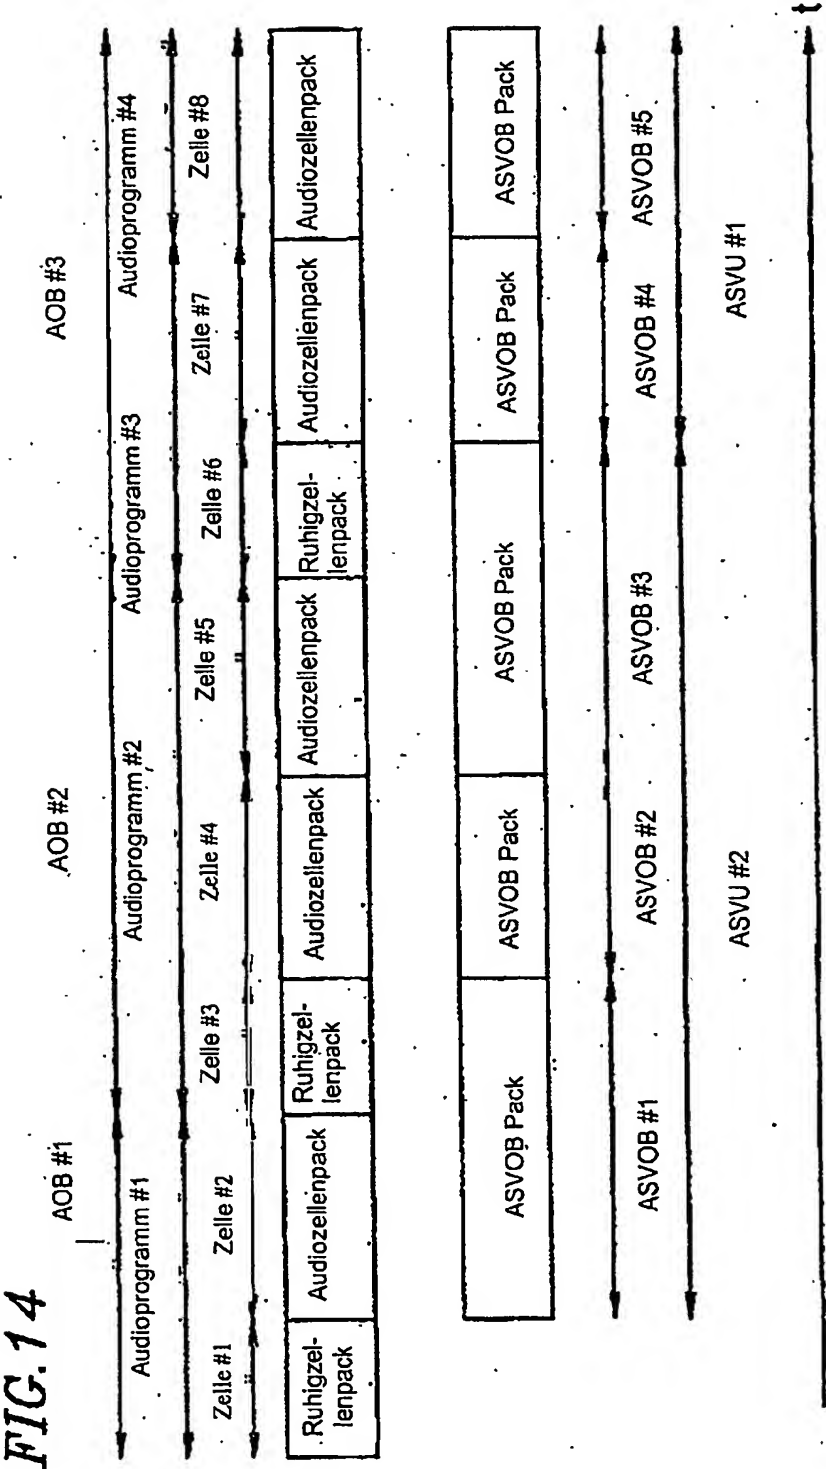 FIG. 14
AOB #1
AOB #2
AOB #3
Audioprogramm #1
Audioprogramm #2
Audioprogramm #3
Audioprogramm #4
Zelle #1
Zelle #2
Zelle #3
Zelle #4
Zelle #5
Zelle #6
Zelle #7
Zelle #8
Ruhigzel-
lenpack
Audiozellenpack
Ruhigzel-
lenpack
Audiozellenpack
Audiozellenpack
Ruhigzel-
lenpack
Audiozellenpack
Audiozellenpack
ASVOB Pack
ASVOB Pack
ASVOB Pack
ASVOB Pack
ASVOB Pack
ASVOB #1
ASVOB #2
ASVOB #3
ASVOB #4
ASVOB #5
ASVU #2
ASVU #1
t